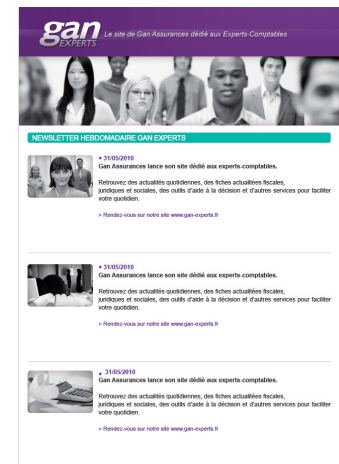 gan
EXPERTS
Le site de Gan Assurances dédié aux Experts-Comptables
NEWSLETTER HEBDOMADAIRE GAN EXPERTS
• 31/05/2010
Gan Assurances lance son site dédié aux experts-comptables.
Retrouvez des actualités quotidiennes, des fiches actualitées fiscales,
juridiques et sociales, des outils d'aide à la décision et d'autres services pour faciliter
votre quotidien.
> Rendez-vous sur notre site www.gan-experts.fr
• 31/05/2010
Gan Assurances lance son site dédié aux experts-comptables.
Retrouvez des actualités quotidiennes, des fiches actualitées fiscales,
juridiques et sociales, des outils d'aide à la décision et d'autres services pour faciliter
votre quotidien.
> Rendez-vous sur notre site www.gan-experts.fr
• 31/05/2010
Gan Assurances lance son site dédié aux experts-comptables.
Retrouvez des actualités quotidiennes, des fiches actualitées fiscales,
juridiques et sociales, des outils d'aide à la décision et d'autres services pour faciliter
votre quotidien.
> Rendez-vous sur notre site www.gan-experts.fr